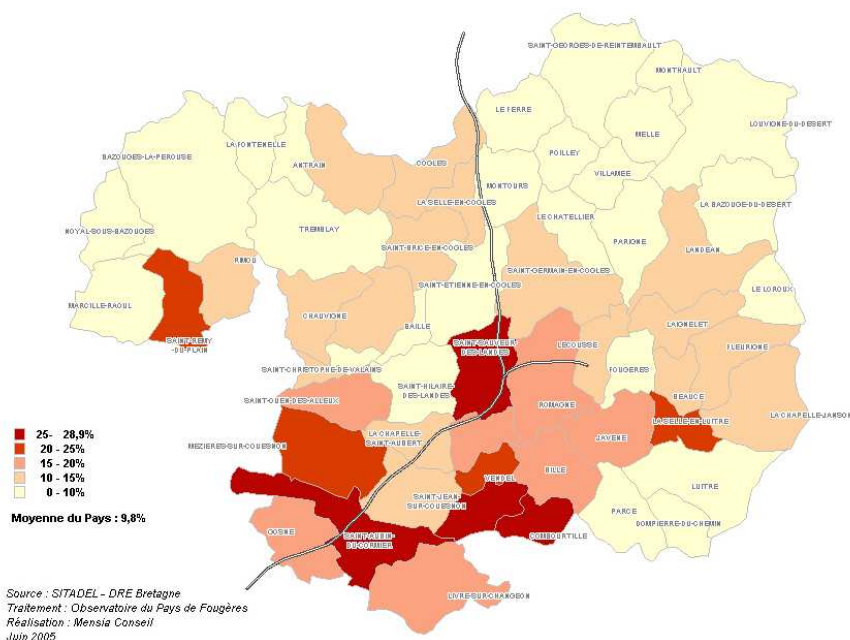 SAINT-GEORGES-DE-REINTEMBAULT
MONTHAULT
LE FERRE
MELLE
LOUVIGNE-DU-DESERT
POILLEY
LA FONTENELLE
BAZOUGES-LA-PEROUSE
ANTRAIN
COGLES
VILLAMEE
MONTOURS
LA SELLE-EN-COGLES
LA BAZOUGE-DU-DESERT
LE CHATELLIER
NOYAL-SOUS-BAZOUGES
TREMBLAY
PARIGNE
LANDEAN
SAINT-BRICE-EN-COGLES
RIMOU
SAINT-GERMAIN-EN-COGLES
SAINT-ETIENNE-EN-COGLES
LE LOROUX
MARCILLE-RAOUL
CHAUVIGNE
BAILLE
LAIGNELET
SAINT-REMY
-DU-PLAIN
SAINT-SAUVEUR
-DES-LANDES
LECOUSSE
FLEURIGNE
SAINT-CHRISTOPHE-DE-VALAINS
FOUGERES
SAINT-HILAIRE
-DES-LANDES
BEAUCE
SAINT-OUEN-DES-ALLEUX
ROMAGNE
LA CHAPELLE-JANSON
LA SELLE-EN-LUITRE
LA CHAPELLE-
SAINT-AUBERT
JAVENE
MEZIERES-SUR-COUESNON
BILLE
VENDEL
LUITRE
SAINT-JEAN
-SUR-COUESNON
PARCE
DOMPIERRE-DU-CHEMIN
GOSNE
SAINT-AUBIN
-DU-CORMIER
COMBOURTILLE
LIVRE-SUR-CHANGEON
25- 28,9%
20 - 25%
15 - 20%
10 - 15%
0 - 10%
Moyenne du Pays : 9,8%
Source : SITADEL - DRE Bretagne
Traitement : Observatoire du Pays de Fougères
Réalisation : Mensia Conseil
Juin 2005